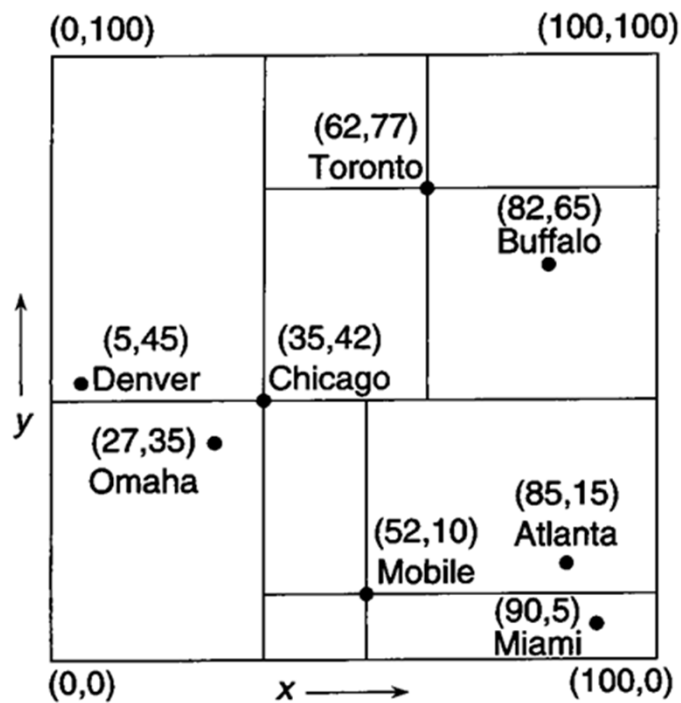 (0,100)
(100,100)
(62,77)
Toronto
(82,65)
Buffalo
(5,45)
Denver
(35,42)
Chicago
y
(27,35)
Omaha
(85,15)
Atlanta
(52,10)
Mobile
(90,5)
Miami
(0,0)
x
(100,0)